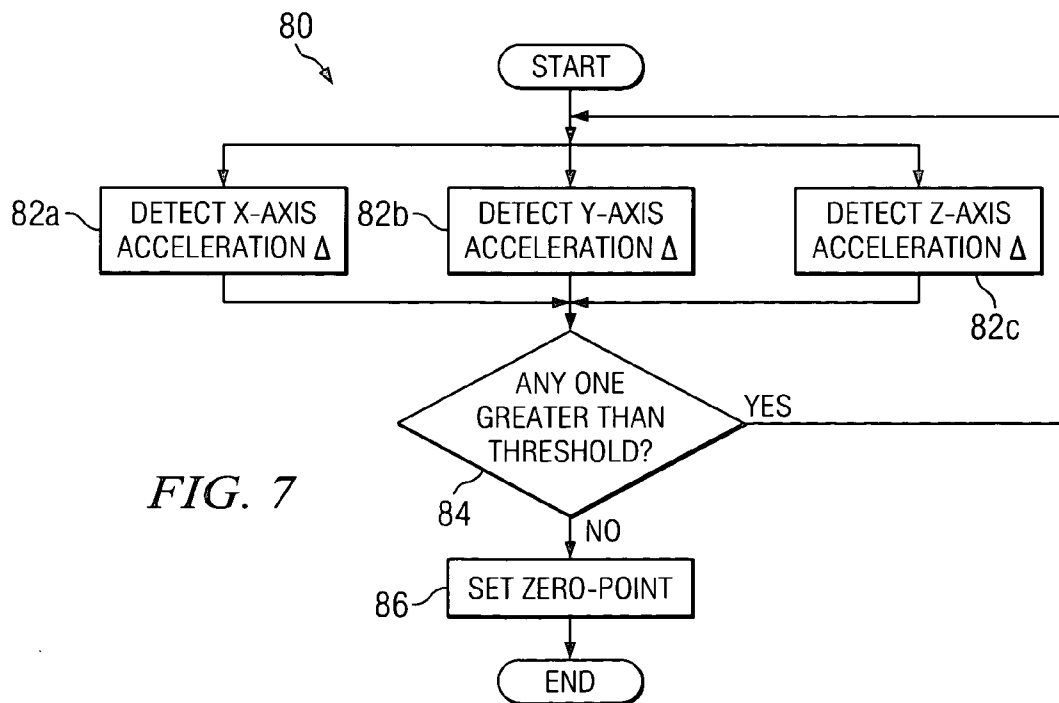 80
START
82a
DETECT X-AXIS
ACCELERATION Δ
82b
DETECT Y-AXIS
ACCELERATION Δ
DETECT Z-AXIS
ACCELERATION Δ
82c
ANY ONE
GREATER THAN
THRESHOLD?
YES
84
NO
FIG. 7
SET ZERO-POINT
86
END